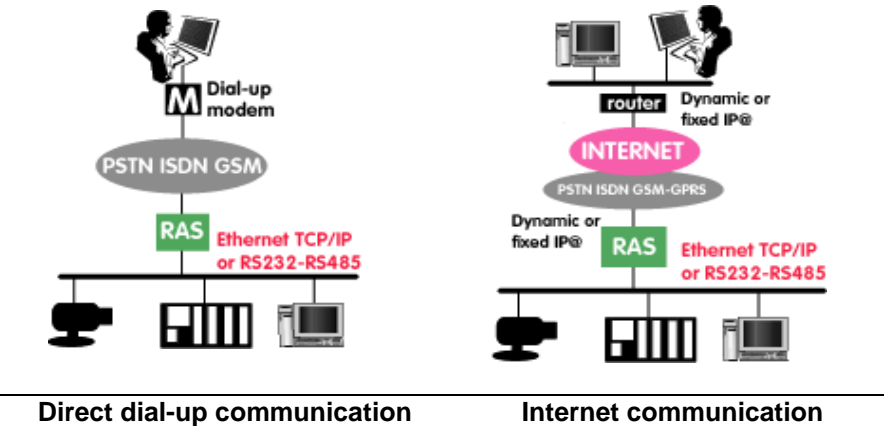 M
Dial-up
modem
PSTN ISDN GSM
RAS
Ethernet TCP/IP
or RS232-RS485
Direct dial-up communication
router
Dynamic or
fixed IP@
INTERNET
PSTN ISDN GSM-GPRS
Dynamic or
fixed IP@
RAS
Ethernet TCP/IP
or RS232-RS485
Internet communication